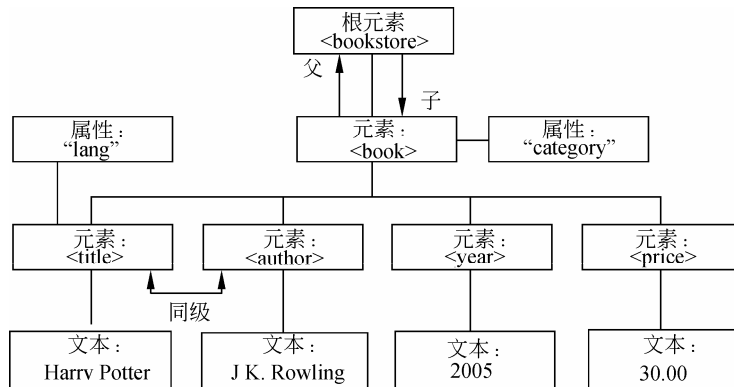 根元素
<bookstore>
父
子
属性：
“lang”
元素：
<book>
属性：
“category”
元素：
<title>
元素：
<author>
元素：
<year>
元素：
<price>
同级
文本：
Harry Potter
文本：
J K. Rowling
文本：
2005
文本：
30.00